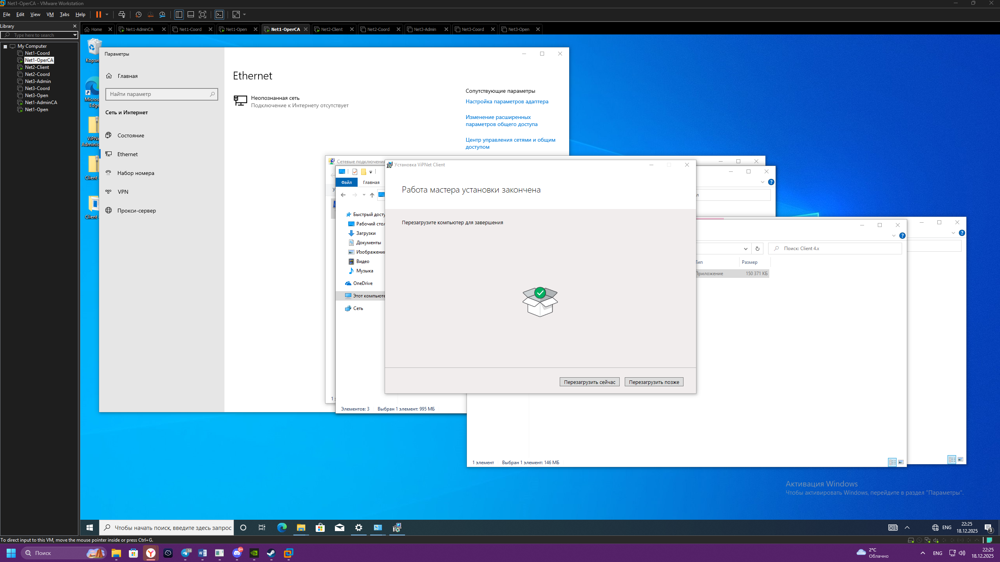 Net1-OperCA - VMware Workstation
File Edit View VM Tabs Help
Library
Type here to search
My Computer
Net1-Coord
Net1-OperCA
Net2-Client
Net2-Coord
Net3-Admin
Net3-Coord
Net3-Open
Net1-AdminCA
Net1-Open
Home Net1-AdminCA Net1-Coord Net1-Open Net1-OperCA Net2-Client Net2-Coord Net3-Admin Net3-Coord Net3-Open
Корзи
Micros
Edge
ViPNe
Adminis
Client
Client
Параметры
Главная
Найти параметр
Сеть и Интернет
Состояние
Ethernet
Набор номера
VPN
Прокси-сервер
Ethernet
Неопознанная сеть
Подключение к Интернету отсутствует
Сопутствующие параметры
Настройка параметров адаптера
Изменение расширенных
параметров общего доступа
Центр управления сетями и общим
доступом
Сетевые подключения
У
1 э
Файл Главная
Быстрый досту
Рабочий стол
Загрузки
Документы
Изображения
Видео
Музыка
OneDrive
Этот компьюте
Сеть
Элементов: 3 Выбран 1 элемент: 995 МБ
Установка ViPNet Client
Работа мастера установки закончена
Перезагрузите компьютер для завершения
Перезагрузить сейчас Перезагрузить позже
л
Поиск: Client 4.x
Тип Размер
Приложение 150 371 КБ
1 элемент Выбран 1 элемент: 146 МБ
Активация Windows
Чтобы активировать Windows, перейдите в раздел "Параметры".
Чтобы начать поиск, введите здесь запрос
ENG
22:25
18.12.2025
3
To direct input to this VM, move the mouse pointer inside or press Ctrl+G.
Поиск
56
9+
2°C
Облачно
ENG
22:25
18.12.2025